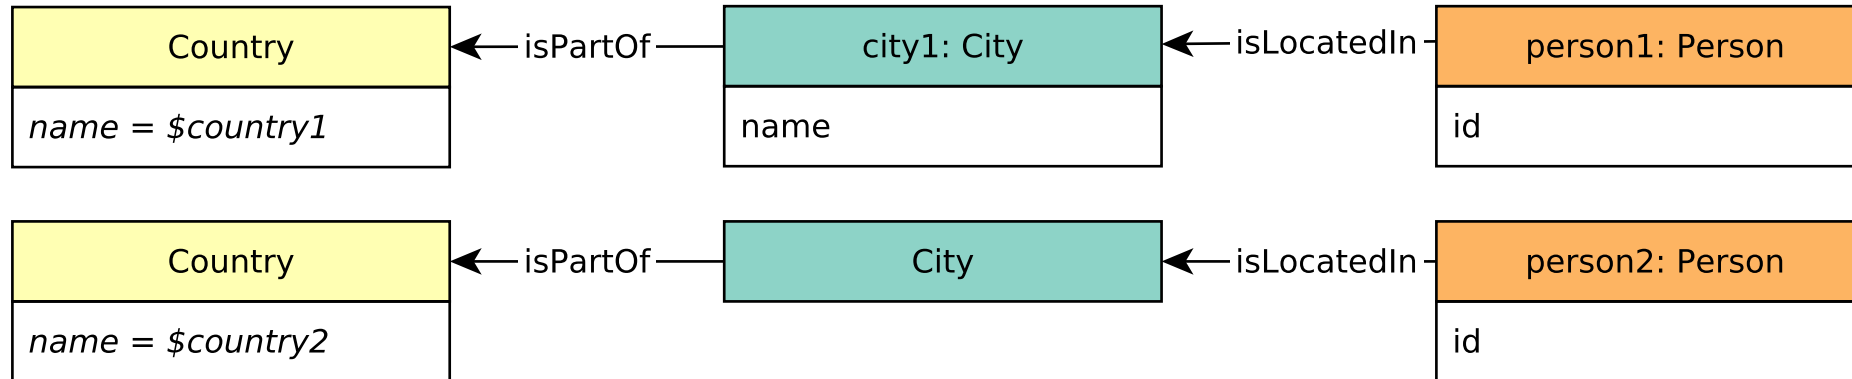 Country isPartOf city1: City isLocatedIn person1: Person
name = $country1 name id
Country isPartOf City isLocatedIn person2: Person
name = $country2 id